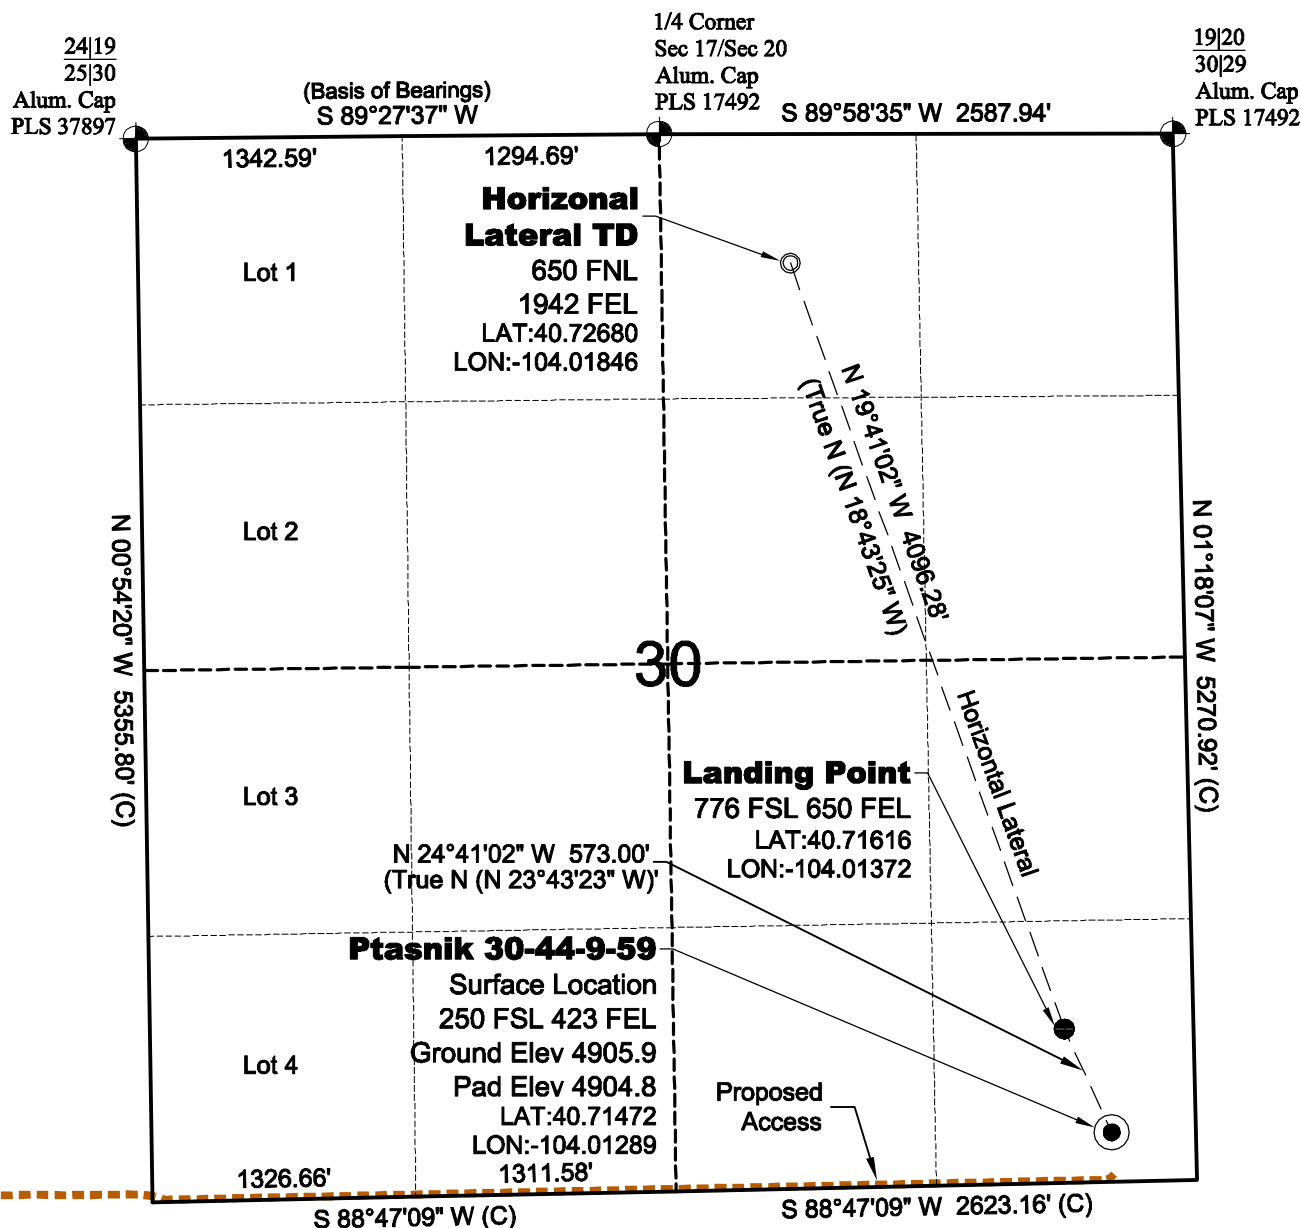 24|19
25|30
Alum. Cap
PLS 37897
(Basis of Bearings)
S 89°27'37" W
1/4 Corner
Sec 17/Sec 20
Alum. Cap
PLS 17492
S 89°58'35" W 2587.94'
19|20
30|29
Alum. Cap
PLS 17492
1342.59'
1294.69'
Horizonal
Lateral TD
650 FNL
1942 FEL
LAT:40.72680
LON:-104.01846
Lot 1
N 19°41'02" W 4096.28'
(True N (N 18°43'25" W)
Lot 2
N 00°54'20" W 5355.80' (C)
N 01°18'07" W 5270.92' (C)
30
Horizontal Lateral
Landing Point
776 FSL 650 FEL
LAT:40.71616
LON:-104.01372
Lot 3
N 24°41'02" W 573.00'
(True N (N 23°43'23" W)'
Ptasnik 30-44-9-59
Surface Location
250 FSL 423 FEL
Ground Elev 4905.9
Pad Elev 4904.8
LAT:40.71472
LON:-104.01289
Lot 4
Proposed
Access
1326.66'
1311.58'
S 88°47'09" W (C)
S 88°47'09" W 2623.16' (C)